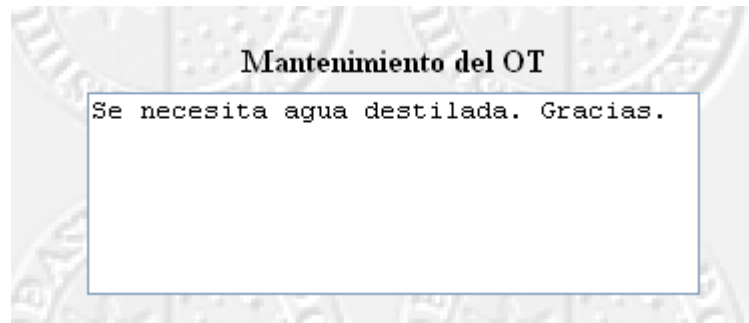 Mantenimiento del OT
Se necesita agua destilada. Gracias.